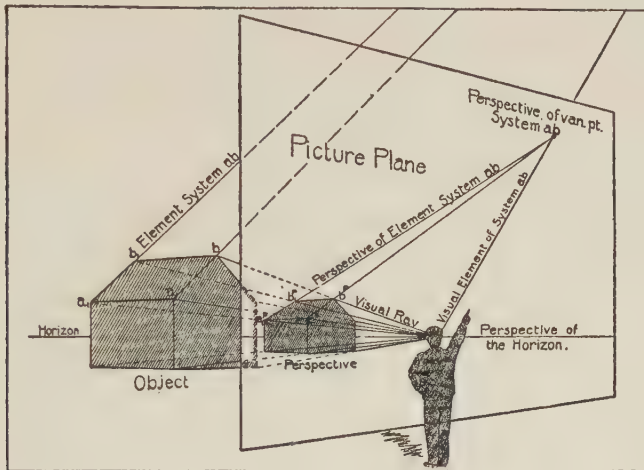 Perspective of van. pt.
System ab
Picture Plane
Element System ab
Perspective of Element System ab
Visual Element of System ab
b
a
Visual Ray
Horizon
Perspective of
the Horizon.
Perspective
Object